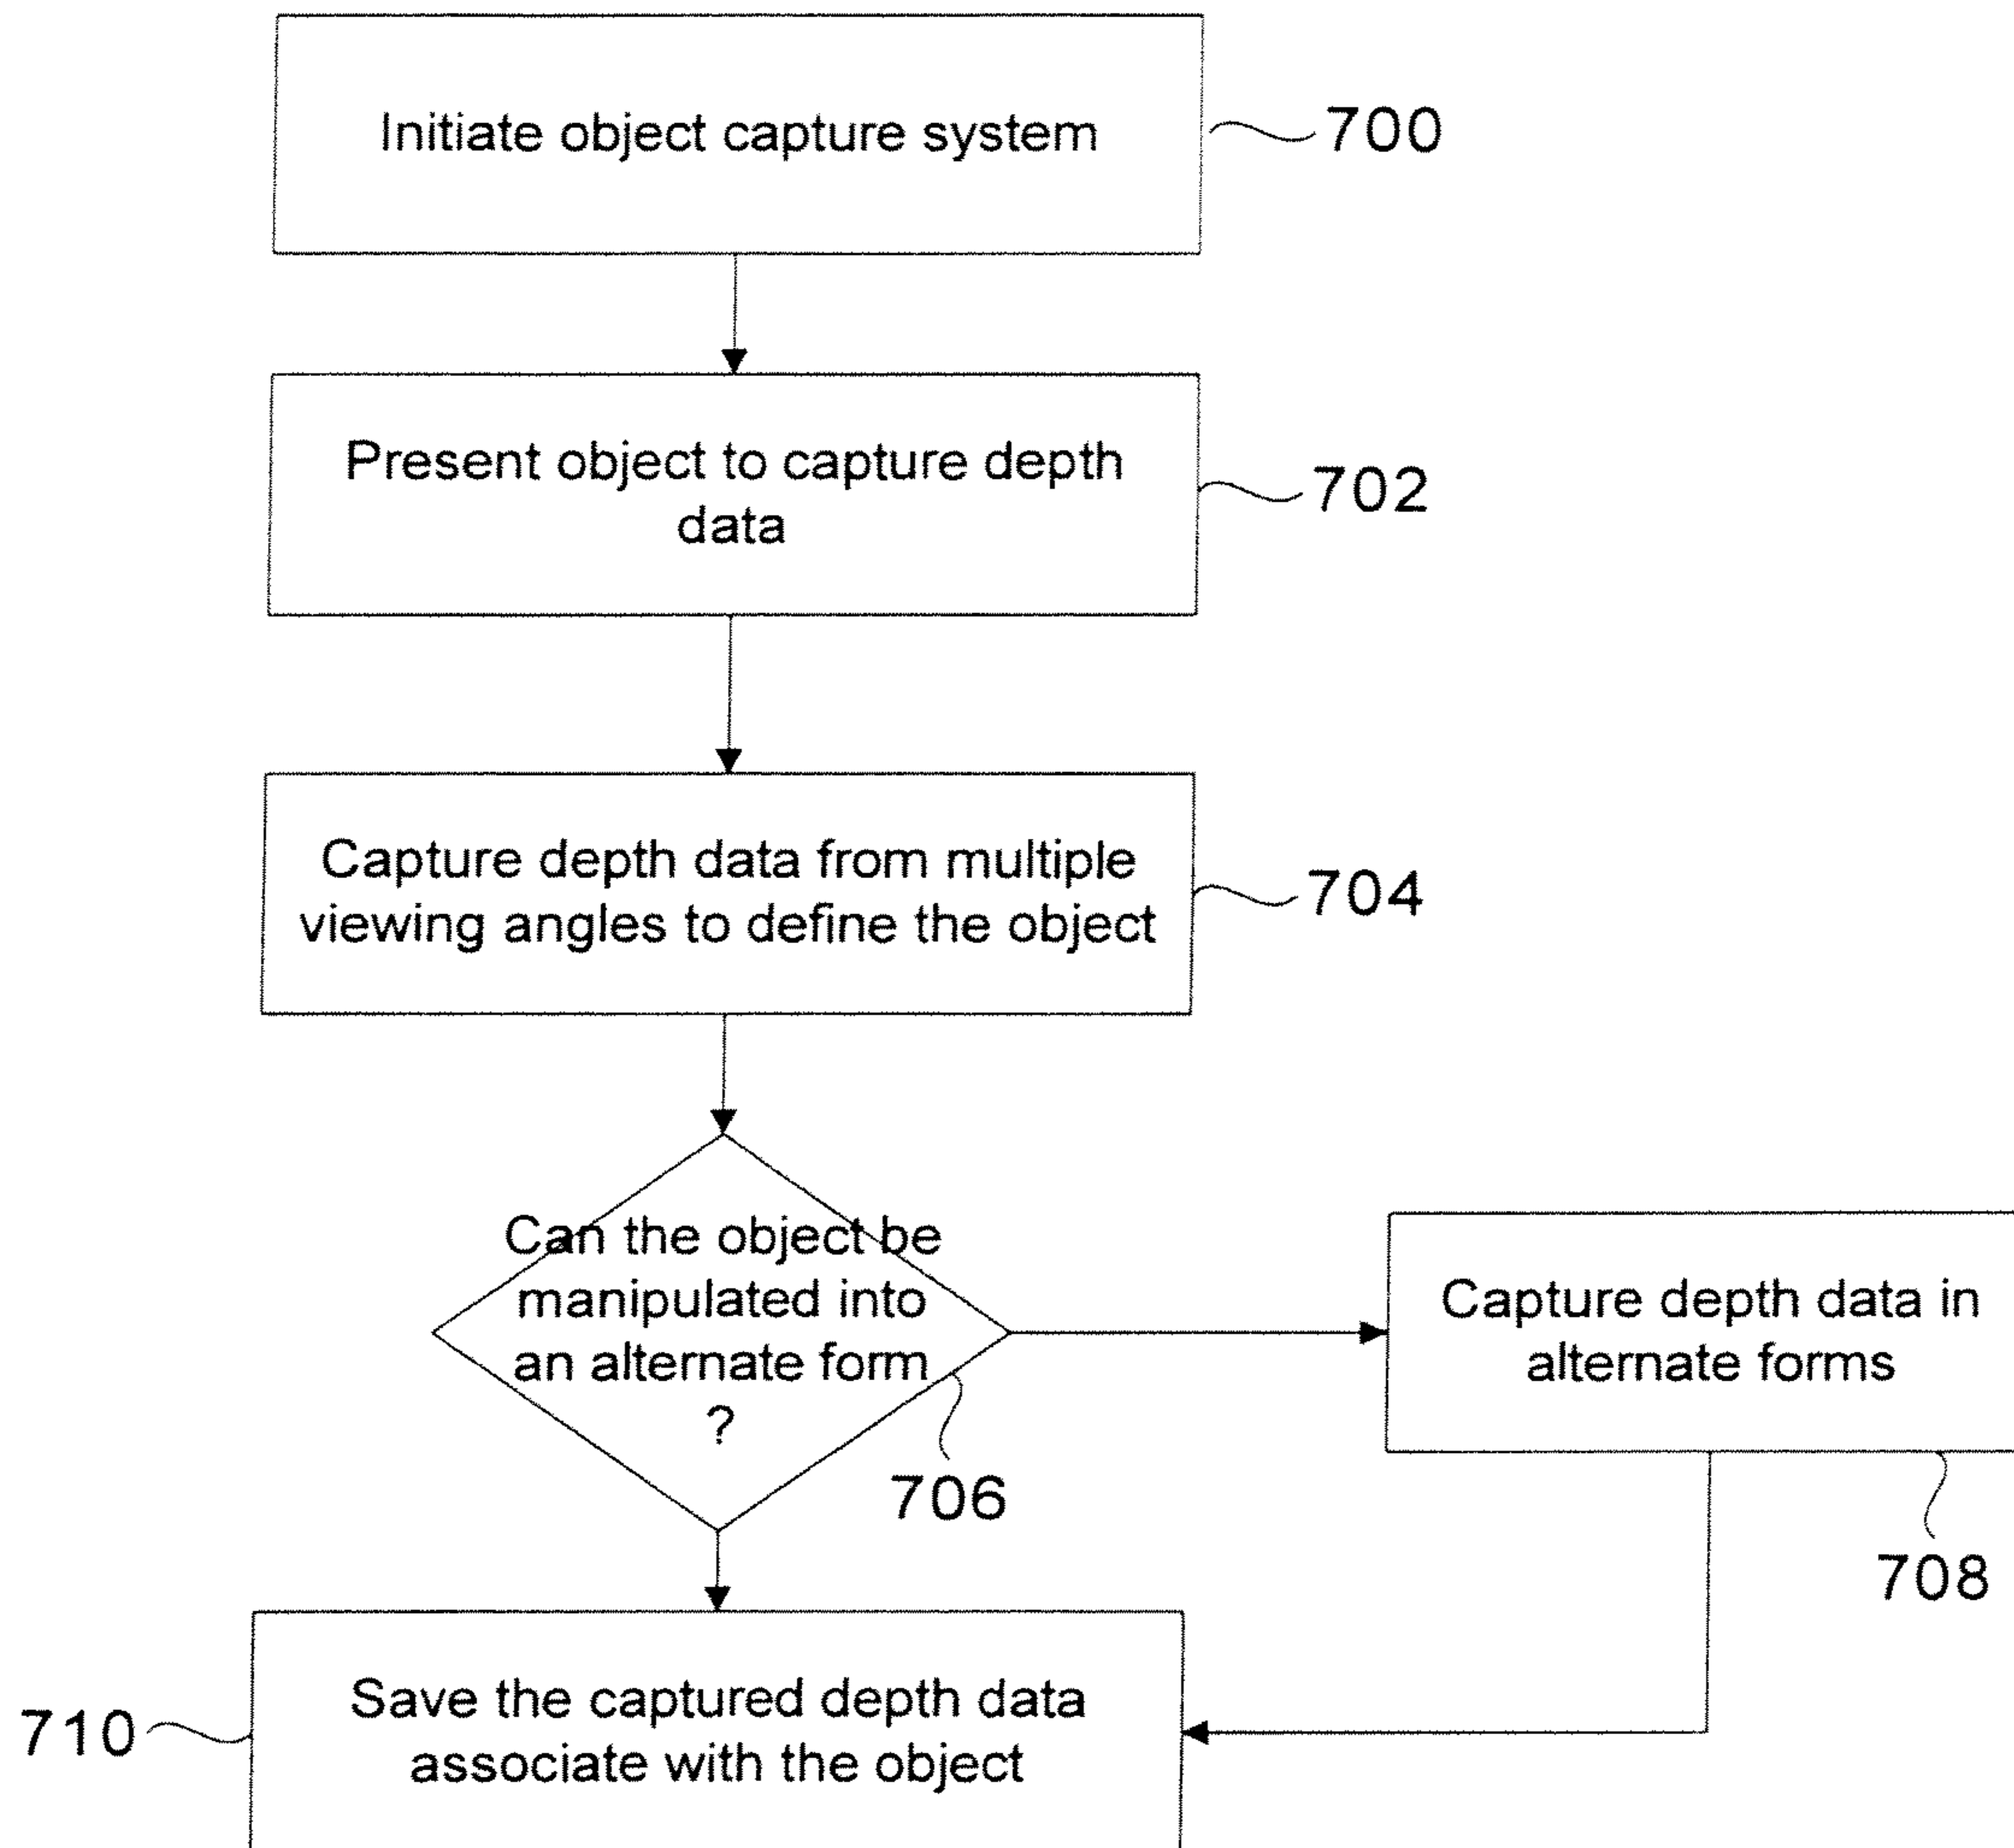 Initiate object capture system
700
Present object to capture depth
data
702
Capture depth data from multiple
viewing angles to define the object
704
Can the object be
manipulated into
an alternate form
?
706
Capture depth data in
alternate forms
708
Save the captured depth data
associate with the object
710